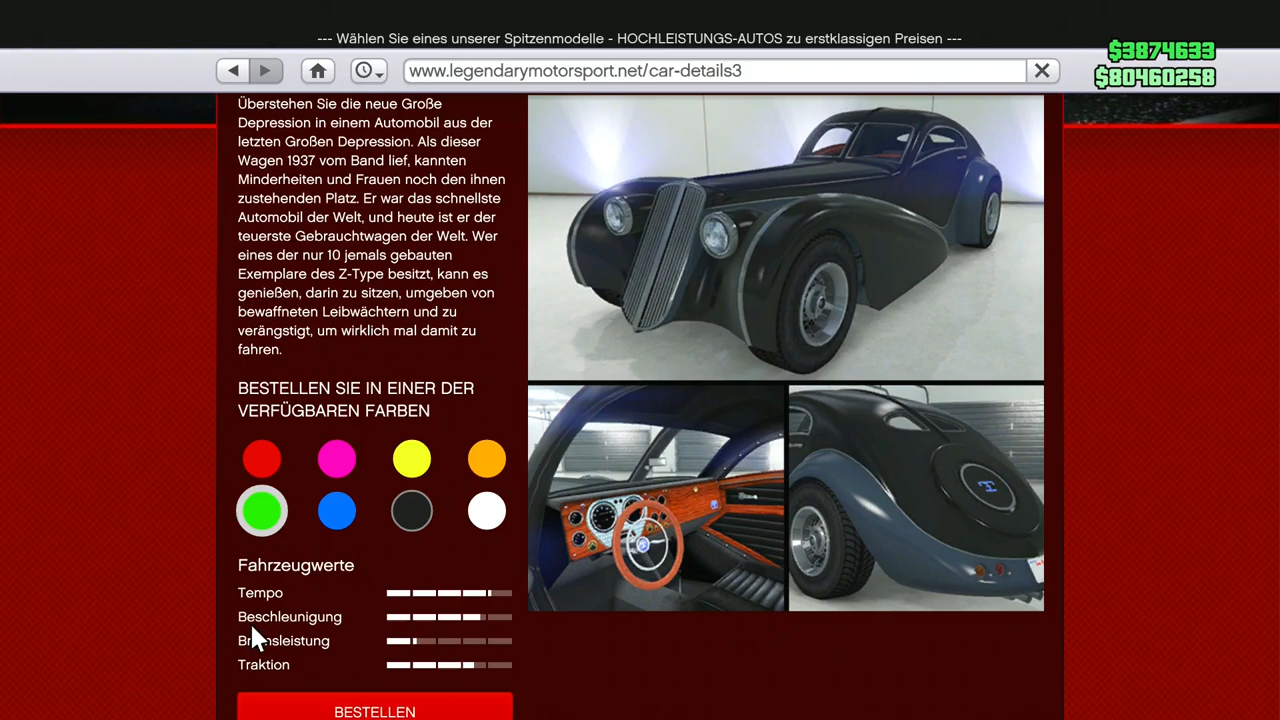 --- Wählen Sie eines unserer Spitzenmodelle - HOCHLEISTUNGS-AUTOS zu erstklassigen Preisen ---
www.legendarymotorsport.net/car-details3
$3874633
$80460258
Überstehen Sie die neue Große
Depression in einem Automobil aus der
letzten Großen Depression. Als dieser
Wagen 1937 vom Band lief, kannten
Minderheiten und Frauen noch den ihnen
zustehenden Platz. Er war das schnellste
Automobil der Welt, und heute ist er der
teuerste Gebrauchtwagen der Welt. Wer
eines der nur 10 jemals gebauten
Exemplare des Z-Type besitzt, kann es
genießen, darin zu sitzen, umgeben von
bewaffneten Leibwächtern und zu
verängstigt, um wirklich mal damit zu
fahren.
BESTELLEN SIE IN EINER DER
VERFÜGBAREN FARBEN
Fahrzeugwerte
Tempo
Beschleunigung
Bremsleistung
Traktion
BESTELLEN